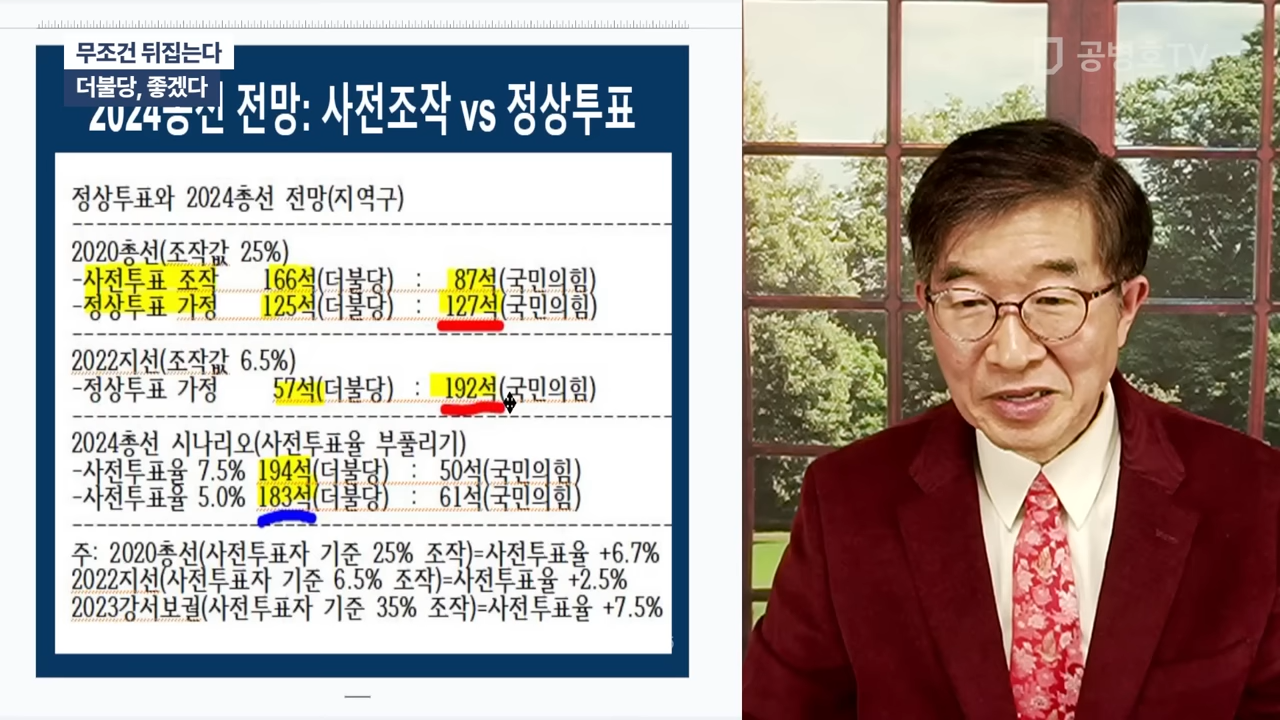 무조건 뒤집는다
더불당, 좋겠다
2024총선 전망: 사전조작 vs 정상투표
정상투표와 2024총선 전망(지역구)
2020총선(조작값 25%)
-사전투표 조작 166석(더불당) : 87석(국민의힘)
-정상투표 가정 125석(더불당) : 127석(국민의힘)
2022지선(조작값 6.5%)
-정상투표 가정 57석(더불당) : 192석(국민의힘)
2024총선 시나리오(사전투표율 부풀리기)
-사전투표율 7.5% 194석(더불당) : 50석(국민의힘)
-사전투표율 5.0% 183석(더불당) : 61석(국민의힘)
주: 2020총선(사전투표자 기준 25% 조작)=사전투표율 +6.7%
2022지선(사전투표자 기준 6.5% 조작)=사전투표율 +2.5%
2023강서보궐(사전투표자 기준 35% 조작)=사전투표율 +7.5%
공병호TV